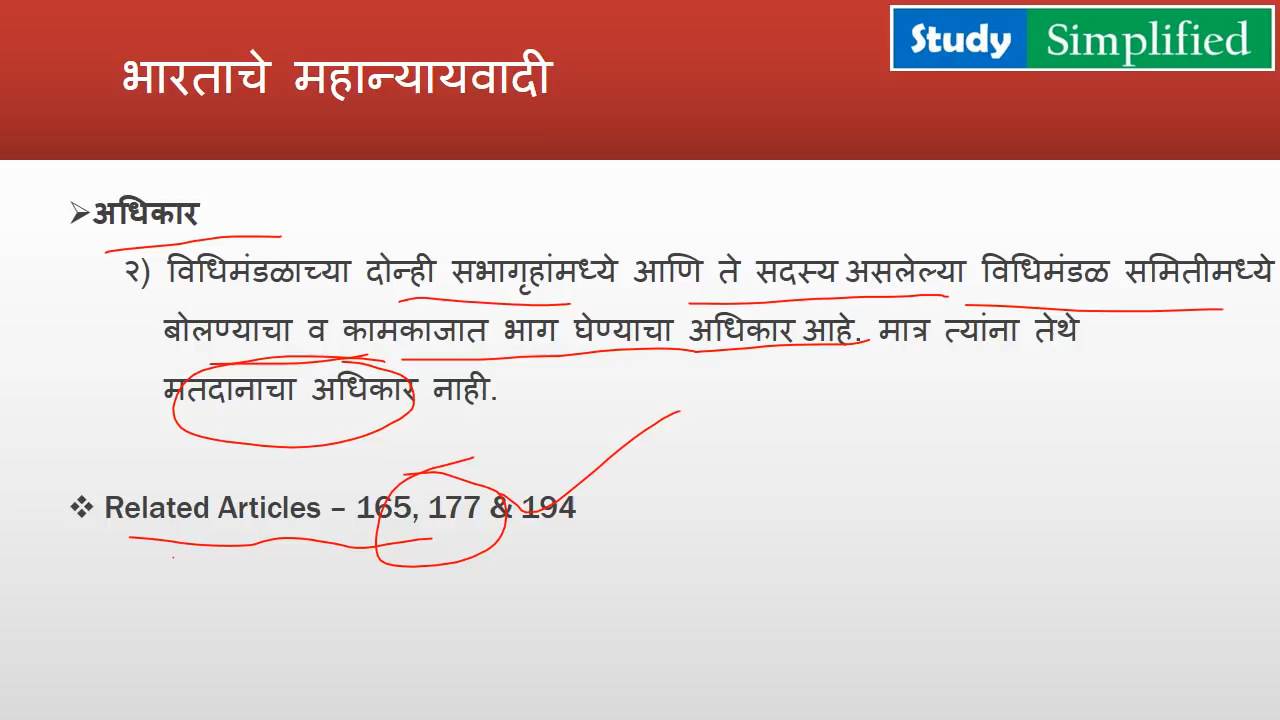 Study Simplified
भारताचे महान्यायवादी
➢अधिकार
२) विधिमंडळाच्या दोन्ही सभागृहांमध्ये आणि ते सदस्य असलेल्या विधिमंडळ समितीमध्ये
बोलण्याचा व कामकाजात भाग घेण्याचा अधिकार आहे. मात्र त्यांना तेथे
मतदानाचा अधिकार नाही.
❖ Related Articles – 165, 177 & 194